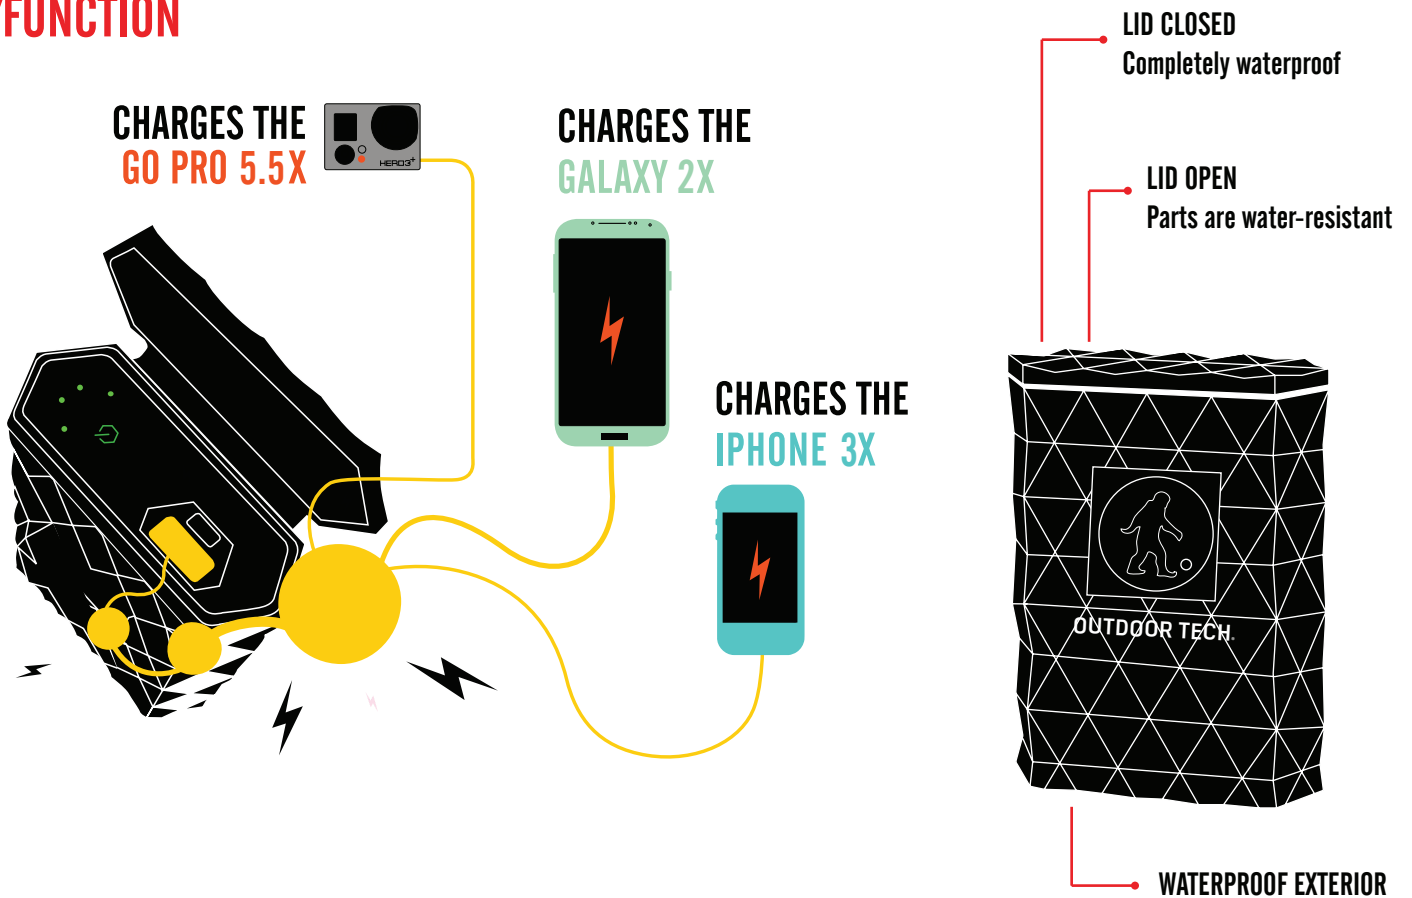 /FUNCTION
CHARGES THE
GO PRO 5.5X
HERO3+
CHARGES THE
GALAXY 2X
CHARGES THE
IPHONE 3X
LID CLOSED
Completely waterproof
LID OPEN
Parts are water-resistant
OUTDOOR TECH.
WATERPROOF EXTERIOR